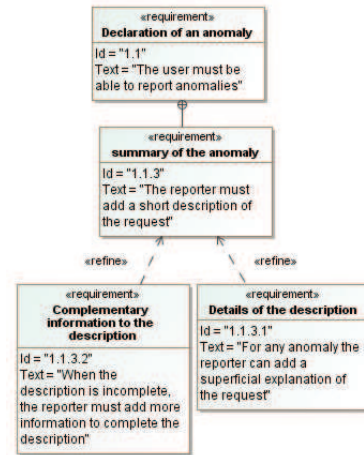 «requirement»
Declaration of an anomaly
Id = "1.1"
Text = "The user must be
able to report anomalies"
«requirement»
summary of the anomaly
Id = "1.1.3"
Text = "The reporter must
add a short description of
the request"
«refine»
«refine»
«requirement»
Complementary
information to the
description
Id = "1.1.3.2"
Text = "When the
description is incomplete,
the reporter must add more
information to complete the
description"
«requirement»
Details of the description
Id = "1.1.3.1"
Text = "For any anomaly the
reporter can add a
superficial explanation of
the request"